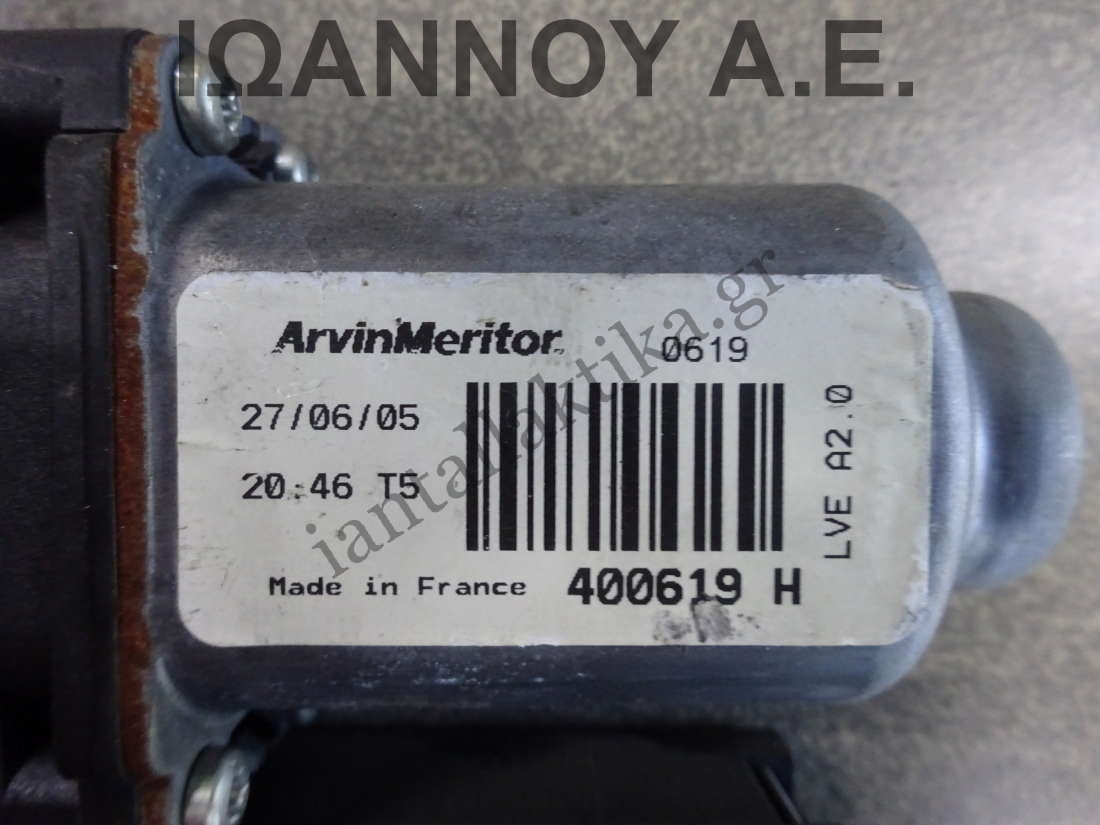 ΙΩΑΝΝΟΥ Α.Ε.
ArvinMeritor 0619
27/06/05
20:46 T5
LVE A2.0
Made in France 400619 H
iantallaktika.gr